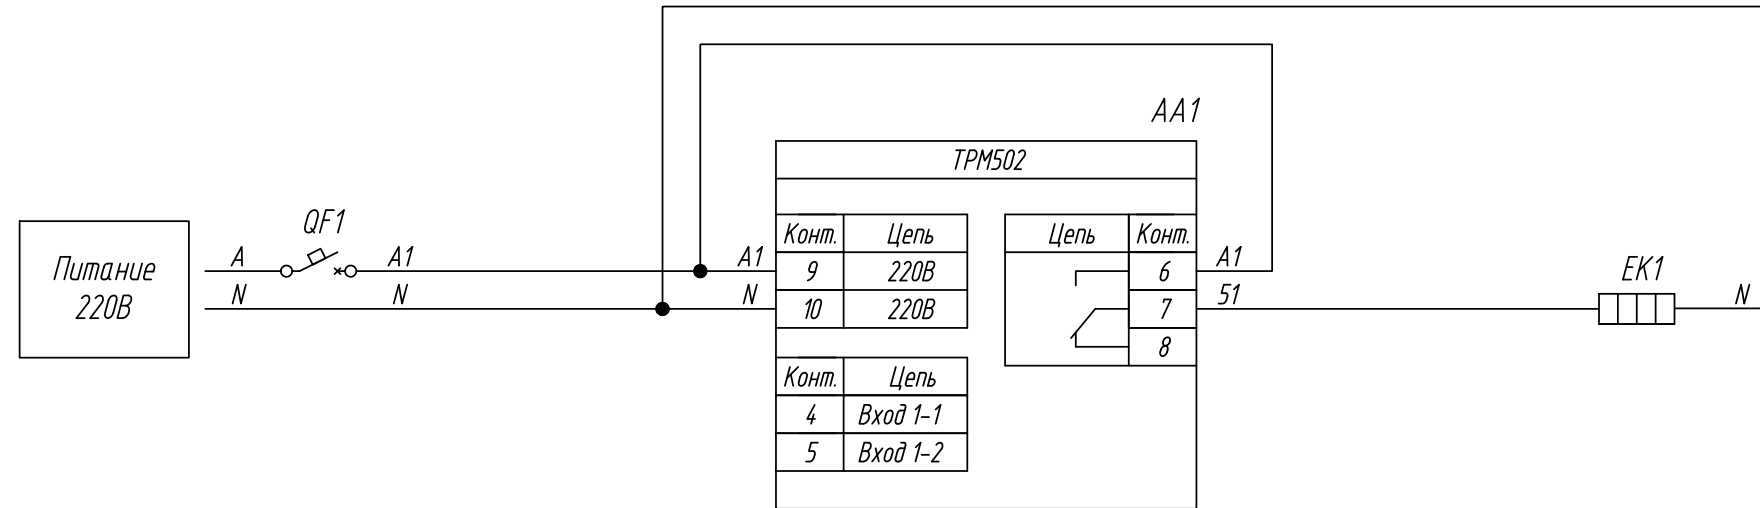 AA1
ТРМ502
QF1
Питание
220В
A
A1
A1
N
N
N
Конт.
Цепь
9
220В
10
220В
Цепь
Конт.
6
7
8
A1
51
EK1
N
Конт.
Цепь
4
Вход 1-1
5
Вход 1-2